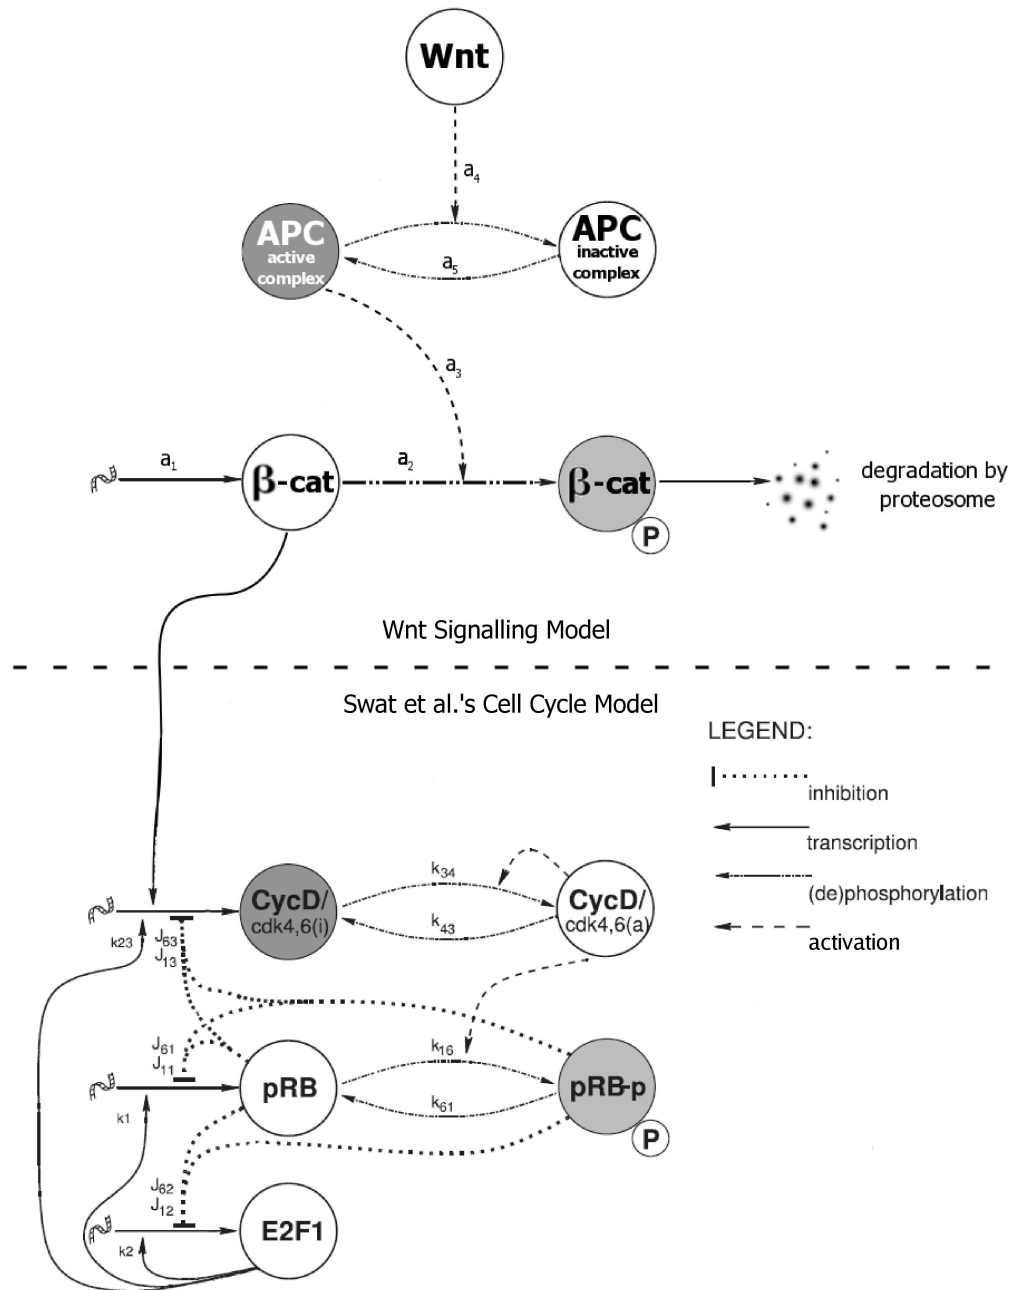 Wnt
a4
APC
active
complex
APC
inactive
complex
a5
a3
a1
β-cat
a2
β-cat
P
degradation by
proteosome
Wnt Signalling Model
Swat et al.'s Cell Cycle Model
LEGEND:
inhibition
transcription
(de)phosphorylation
activation
k34
CycD/
cdk4,6(i)
CycD/
cdk4,6(a)
k43
k23
J63
J13
J61
J11
k16
pRB
pRB-p
k1
k61
P
J62
J12
E2F1
k2